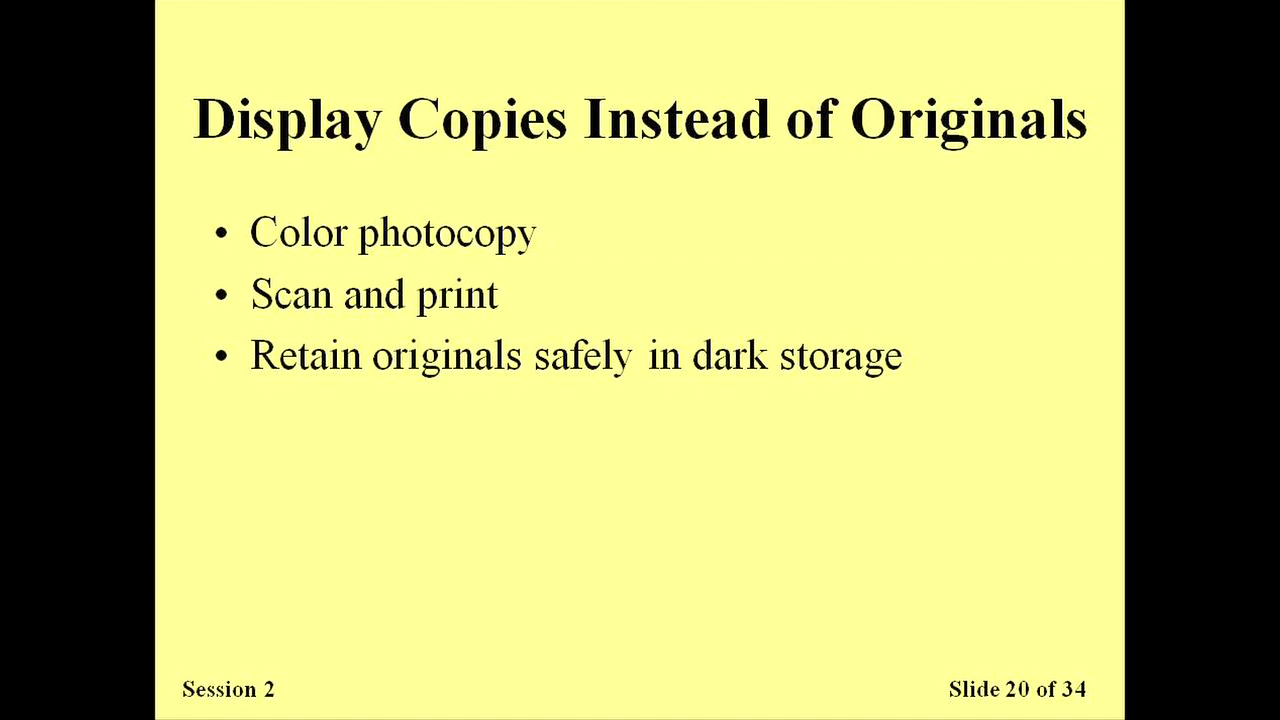 Display Copies Instead of Originals
• Color photocopy
• Scan and print
• Retain originals safely in dark storage
Session 2
Slide 20 of 34